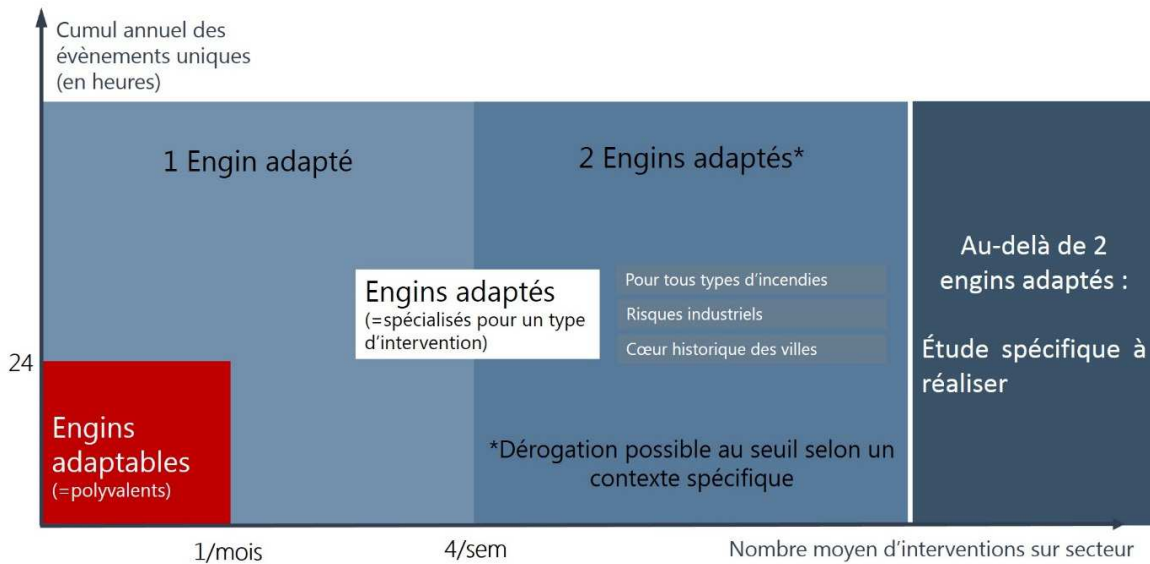 Cumul annuel des
évènements uniques
(en heures)
1 Engin adapté
2 Engins adaptés*
Engins adaptés
(=spécialisés pour un type
d'intervention)
Pour tous types d'incendies
Risques industriels
Cœur historique des villes
Au-delà de 2
engins adaptés :
Étude spécifique à
réaliser
24
Engins
adaptables
(=polyvalents)
*Dérogation possible au seuil selon un
contexte spécifique
1/mois
4/sem
Nombre moyen d'interventions sur secteur